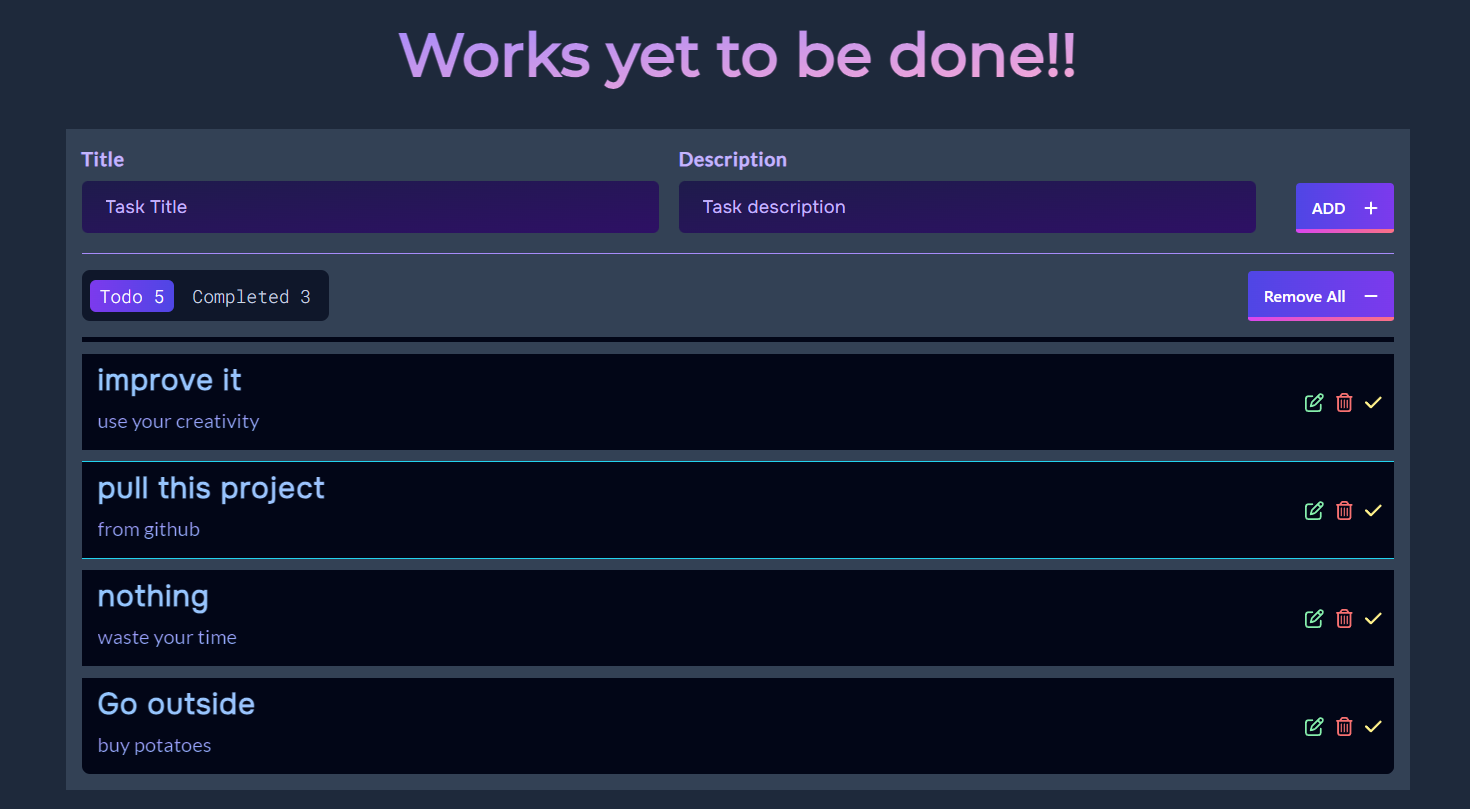 Works yet to be done!!
Title
Description
Task Title
Task description
ADD +
Todo 5
Completed 3
Remove All −
improve it
use your creativity
pull this project
from github
nothing
waste your time
Go outside
buy potatoes